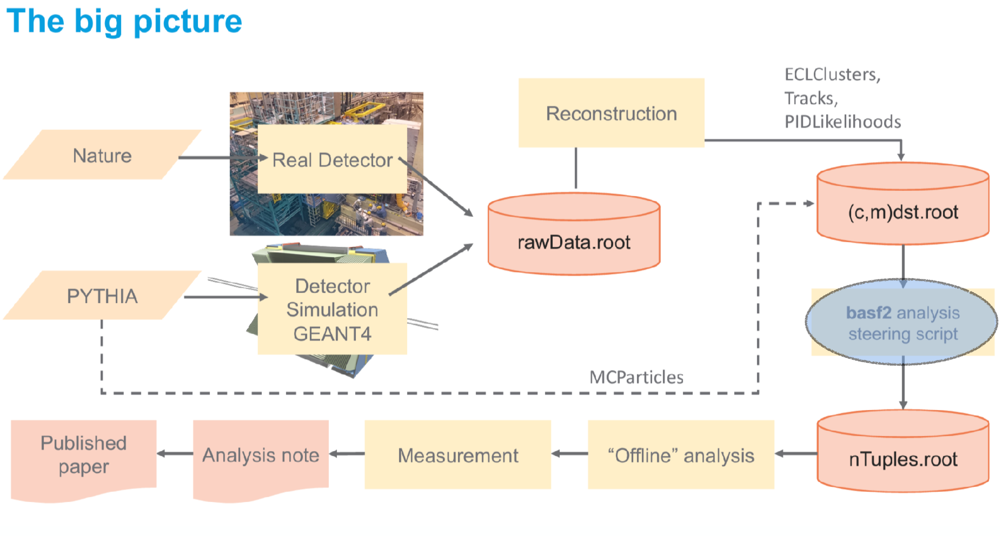 The big picture
ECLClusters,
Tracks,
PIDLikelihoods
Reconstruction
Nature
Real Detector
(c,m)dst.root
rawData.root
PYTHIA
Detector
Simulation
GEANT4
basf2 analysis
steering script
MCParticles
Published
paper
Analysis note
Measurement
“Offline” analysis
nTuples.root